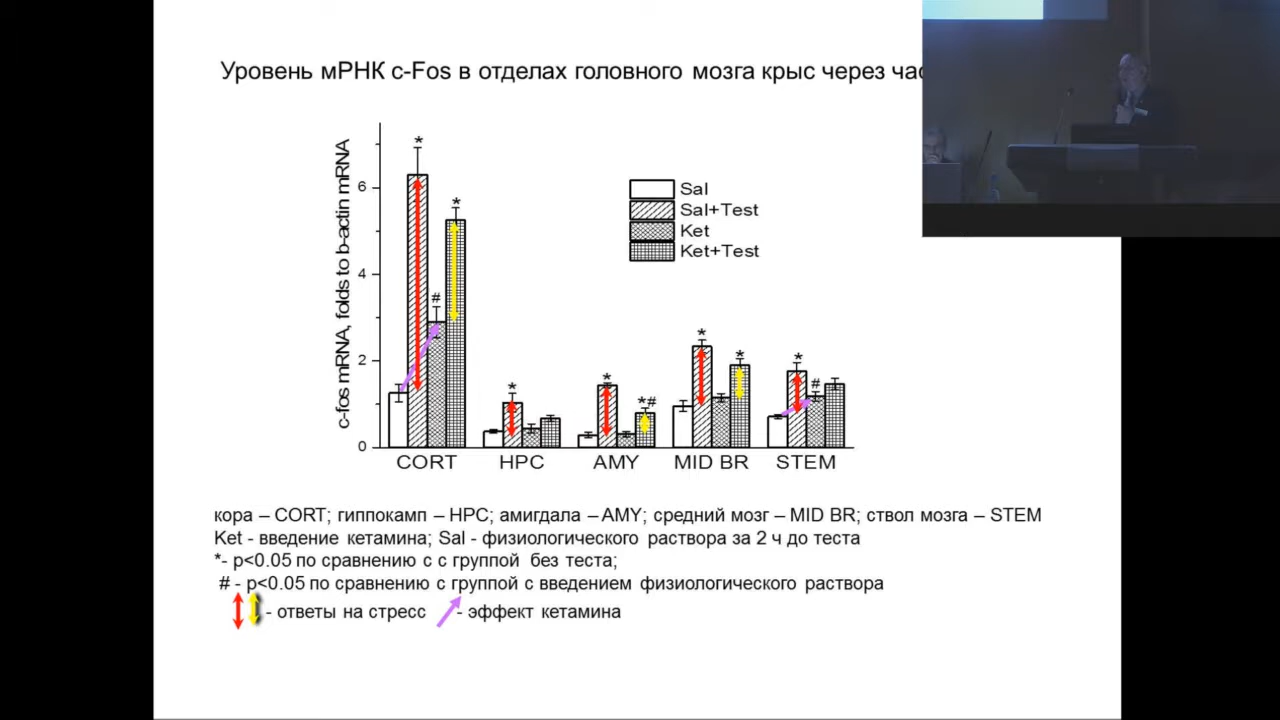 Уровень мРНК c-Fos в отделах головного мозга крыс через
c-fos mRNA, folds to b-actin mRNA
6
4
2
0
*
*
#
*
*
*#
*
*
*
#
Sal
Sal+Test
Ket
Ket+Test
CORT HPC AMY MID BR STEM
кора – CORT; гиппокамп – HPC; амигдала – AMY; средний мозг – MID BR; ствол мозга – STEM
Ket - введение кетамина; Sal - физиологического раствора за 2 ч до теста
*- p<0.05 по сравнению с с группой без теста;
# - p<0.05 по сравнению с группой с введением физиологического раствора
- ответы на стресс - эффект кетамина